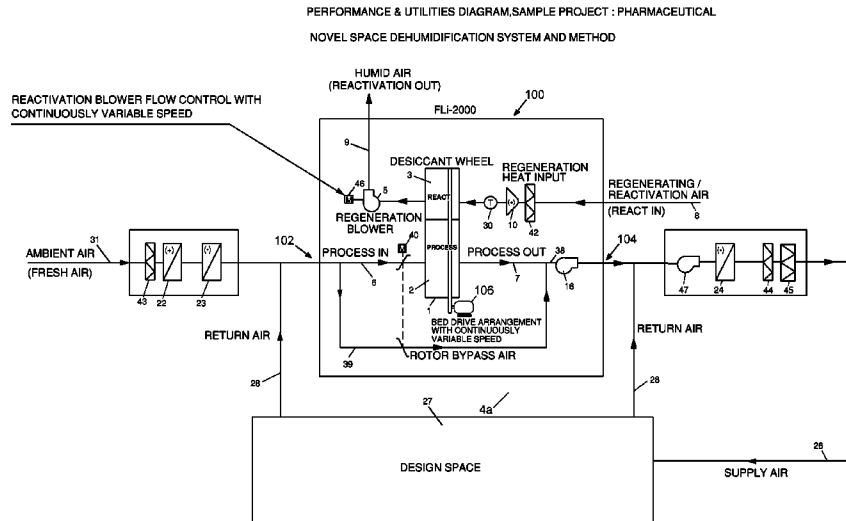 PERFORMANCE & UTILITIES DIAGRAM,SAMPLE PROJECT : PHARMACEUTICAL
NOVEL SPACE DEHUMIDIFICATION SYSTEM AND METHOD
HUMID AIR
(REACTIVATION OUT)
REACTIVATION BLOWER FLOW CONTROL WITH
CONTINUOUSLY VARIABLE SPEED
FLi-2000
100
9
DESICCANT WHEEL
REGENERATION
HEAT INPUT
3
46
M
5
REACT
T
(+)
30
10
42
REGENERATING /
REACTIVATION AIR
(REACT IN)
8
REGENERATION
BLOWER
31
AMBIENT AIR
(FRESH AIR)
(+)
(-)
43
22
23
102
PROCESS IN
6
M
40
PROCESS
2
1
PROCESS OUT
7
38
16
104
47
(+)
24
44
45
106
BED DRIVE ARRANGEMENT
WITH CONTINUOUSLY
VARIABLE SPEED
RETURN AIR
28
39
ROTOR BYPASS AIR
RETURN AIR
28
4a
27
DESIGN SPACE
26
SUPPLY AIR